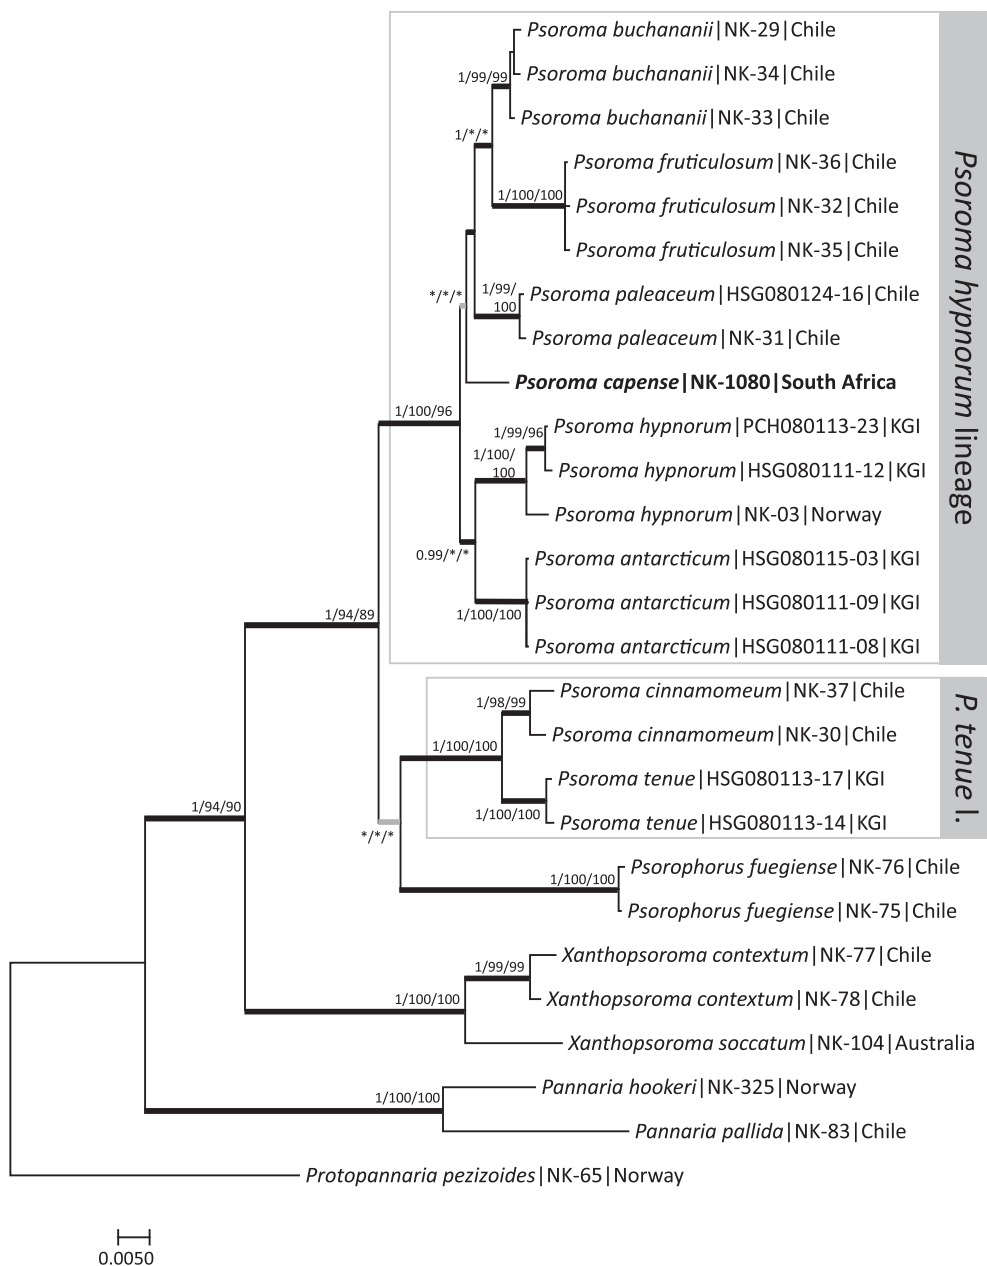 Psoroma buchananii|NK-29|Chile
Psoroma buchananii|NK-34|Chile
1/99/99
Psoroma buchananii|NK-33|Chile
1/*/*
Psoroma fruticulosum|NK-36|Chile
1/100/100
Psoroma fruticulosum|NK-32|Chile
Psoroma fruticulosum|NK-35|Chile
*/*/*
1/99/
100
Psoroma paleaceum|HSG080124-16|Chile
Psoroma paleaceum|NK-31|Chile
Psoroma capense|NK-1080|South Africa
1/100/96
Psoroma hypnorum|PCH080113-23|KGI
1/99/96
1/100/
100
Psoroma hypnorum|HSG080111-12|KGI
Psoroma hypnorum|NK-03|Norway
0.99/*/*
Psoroma antarcticum|HSG080115-03|KGI
Psoroma antarcticum|HSG080111-09|KGI
1/100/100
1/94/89
Psoroma antarcticum|HSG080111-08|KGI
Psoroma hypnorum lineage
Psoroma cinnamomeum|NK-37|Chile
1/98/99
Psoroma cinnamomeum|NK-30|Chile
1/100/100
Psoroma tenue|HSG080113-17|KGI
1/100/100
Psoroma tenue|HSG080113-14|KGI
P. tenue l.
1/94/90
*/*/*
Psorophorus fuegiense|NK-76|Chile
1/100/100
Psorophorus fuegiense|NK-75|Chile
Xanthopsoroma contextum|NK-77|Chile
1/99/99
Xanthopsoroma contextum|NK-78|Chile
1/100/100
Xanthopsoroma soccatum|NK-104|Australia
Pannaria hookeri|NK-325|Norway
1/100/100
Pannaria pallida|NK-83|Chile
Protopannaria pezizoides|NK-65|Norway
0.0050